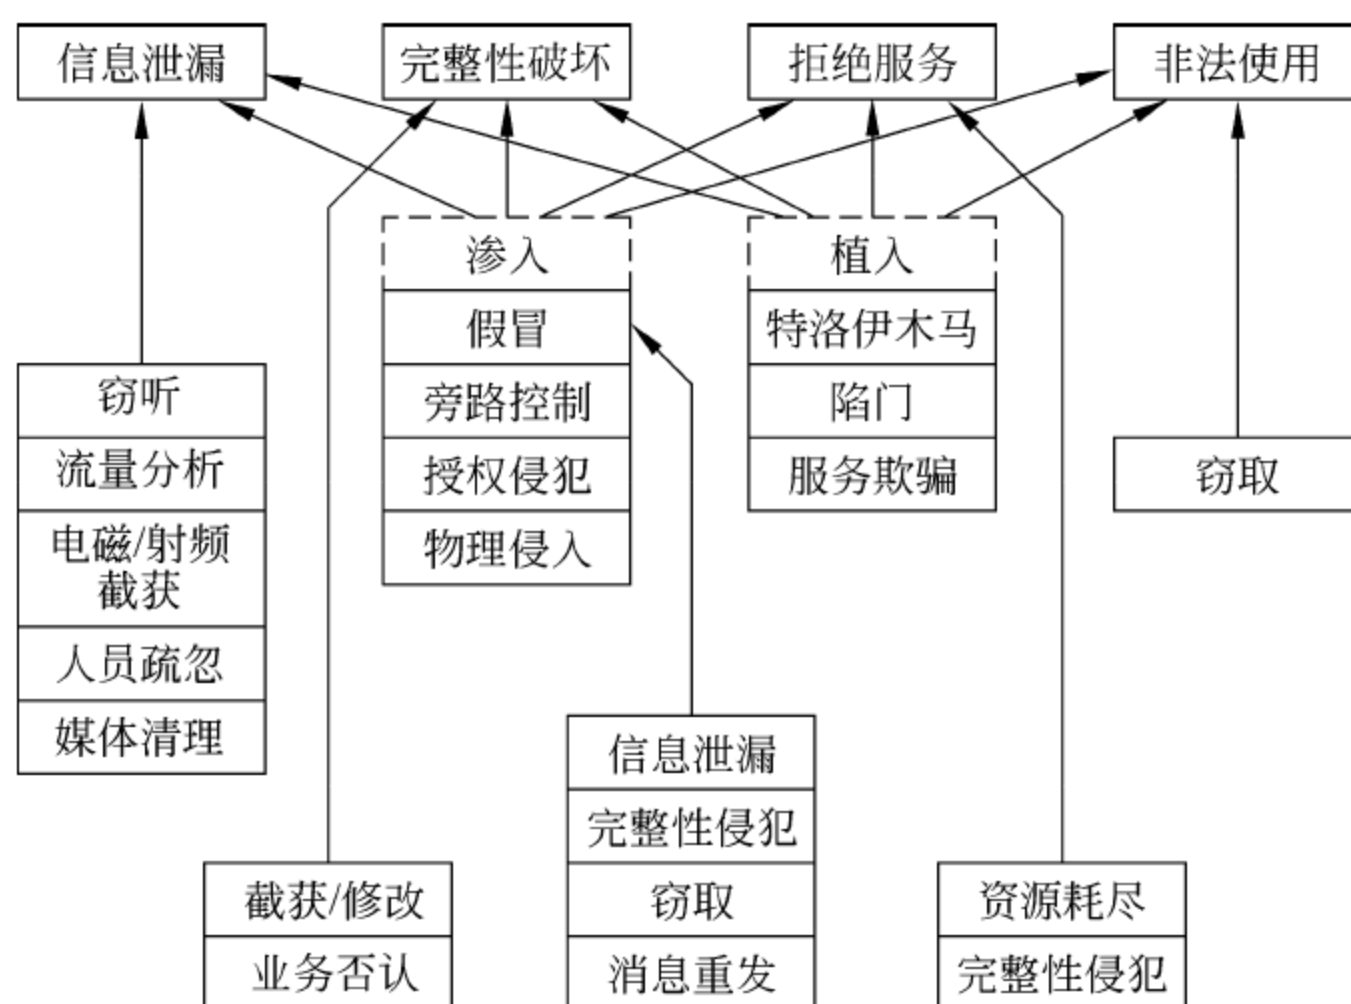 信息泄漏
完整性破坏
拒绝服务
非法使用
渗入
假冒
旁路控制
授权侵犯
物理侵入
植入
特洛伊木马
陷门
服务欺骗
窃听
流量分析
电磁/射频
截获
人员疏忽
媒体清理
窃取
信息泄漏
完整性侵犯
窃取
消息重发
截获/修改
业务否认
资源耗尽
完整性侵犯